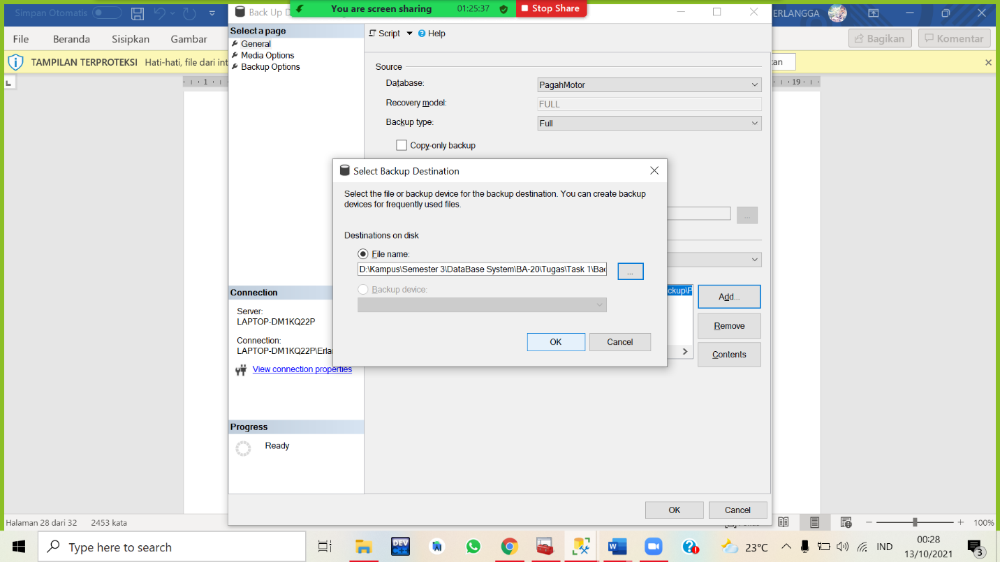 Simpan Otomatis
Back Up D
You are screen sharing
01:25:37
Stop Share
ERLANGGA
File
Beranda
Sisipkan
Gambar
Bagikan
Komentar
TAMPILAN TERPROTEKSI
Hati-hati, file dari int
an
1
19
Select a page
General
Media Options
Backup Options
Script
Help
Source
Database:
PagahMotor
Recovery model:
FULL
Backup type:
Full
Copy-only backup
...
Select Backup Destination
Select the file or backup device for the backup destination. You can create backup
devices for frequently used files.
Destinations on disk
File name:
D:\Kampus\Semester 3\DataBase System\BA-20\Tugas\Task 1\Bac
...
Backup device:
OK
Cancel
ckup\P
Add...
Remove
Contents
Connection
Server:
LAPTOP-DM1KQ22P
Connection:
LAPTOP-DM1KQ22P\Erla
View connection properties
Progress
Ready
OK
Cancel
Halaman 28 dari 32
2453 kata
100%
Type here to search
DEV
C++
23°C
IND
00:28
13/10/2021
3